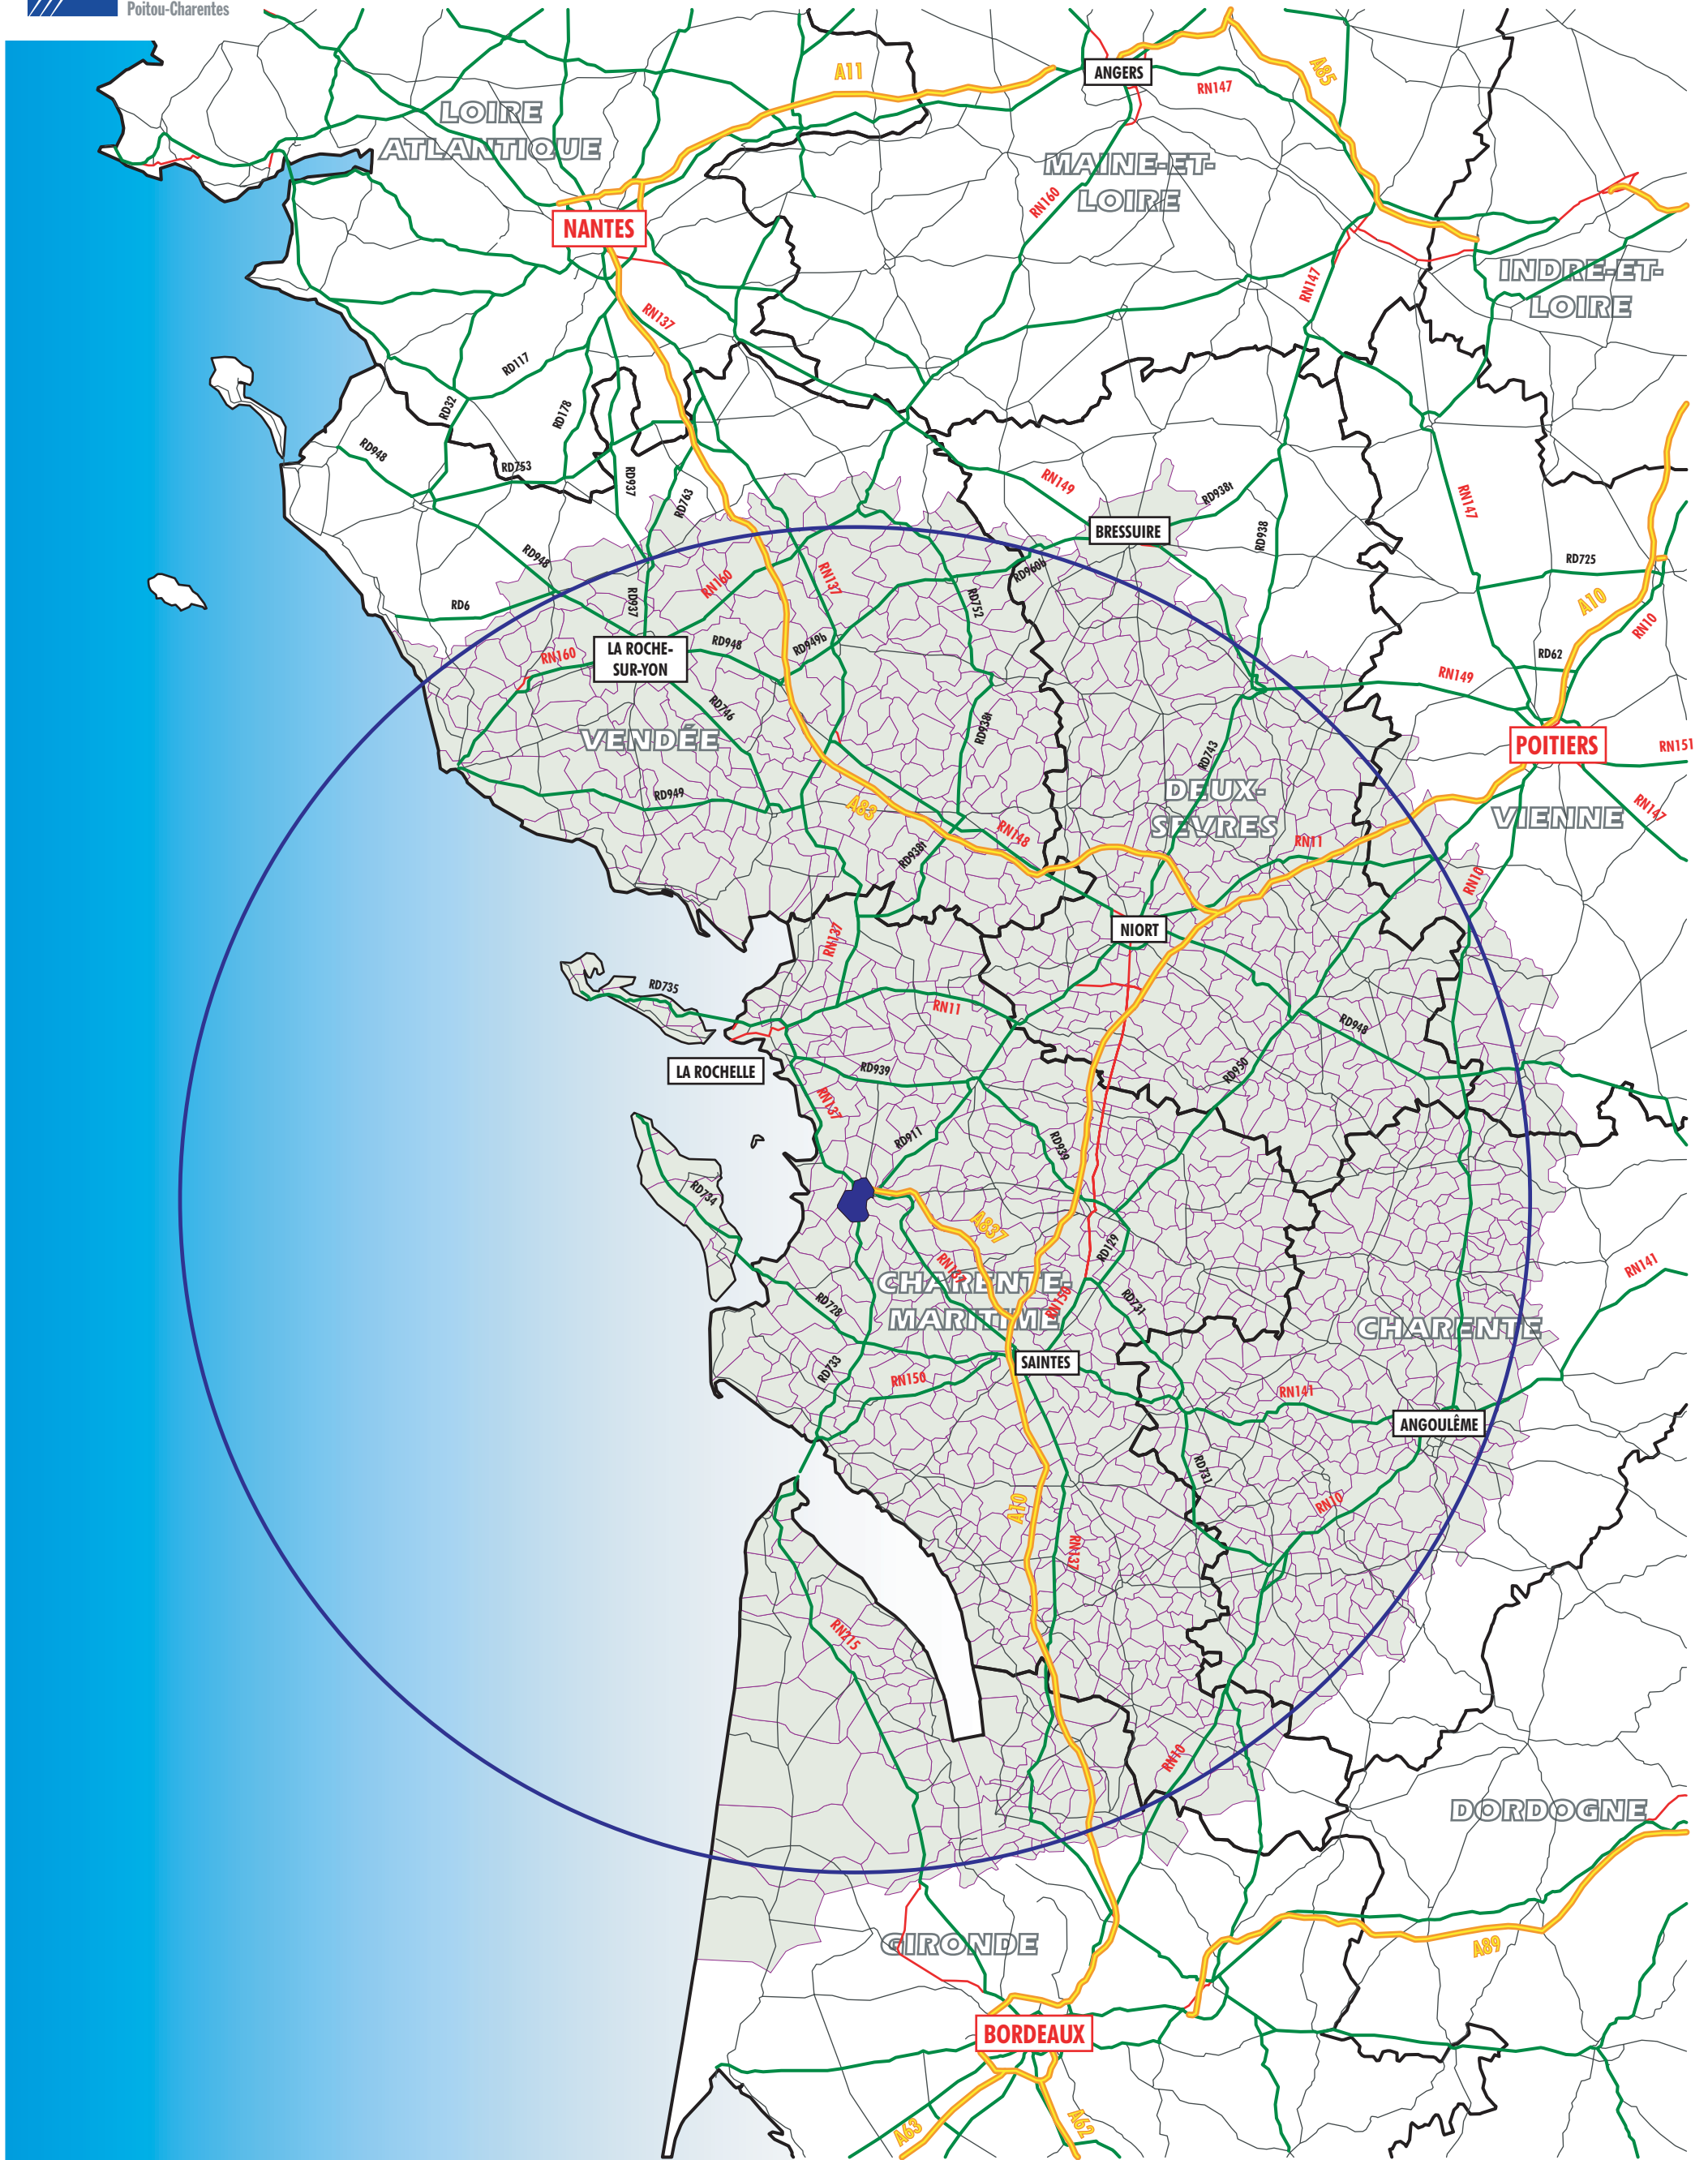 Poitou-Charentes
A11
ANGERS
RN147
A85
LOIRE
ATLANTIQUE
MAINE-ET-
LOIRE
RN160
NANTES
INDRE-ET-
LOIRE
RN147
RN137
RD117
RD32
RD178
RD948
RD753
RD937
RD763
RN149
RD938t
BRESSUIRE
RD938
RN147
RD725
RD948
RN160
RN137
RD960b
RD752
A10
RN10
RD6
RD937
RD948
RD949b
RN160
LA ROCHE-
SUR-YON
RD62
RN149
RD746
VENDÉE
RD938t
RD743
POITIERS
RN151
RD949
A83
DEUX-
SEVRES
RN148
RN11
VIENNE
RN147
RD938t
RN10
NIORT
RN137
RD735
RN11
RD948
LA ROCHELLE
RD939
RD950
RN137
RD911
RD939
RD734
A837
RD129
RN137
CHARENTE-
MARITIME
RN150
RD731
RN141
RD728
CHARENTE
SAINTES
RD733
RN150
RN141
ANGOULÊME
RD731
A10
RN10
RN137
RN215
RN10
DORDOGNE
GIRONDE
A89
BORDEAUX
A63
A62